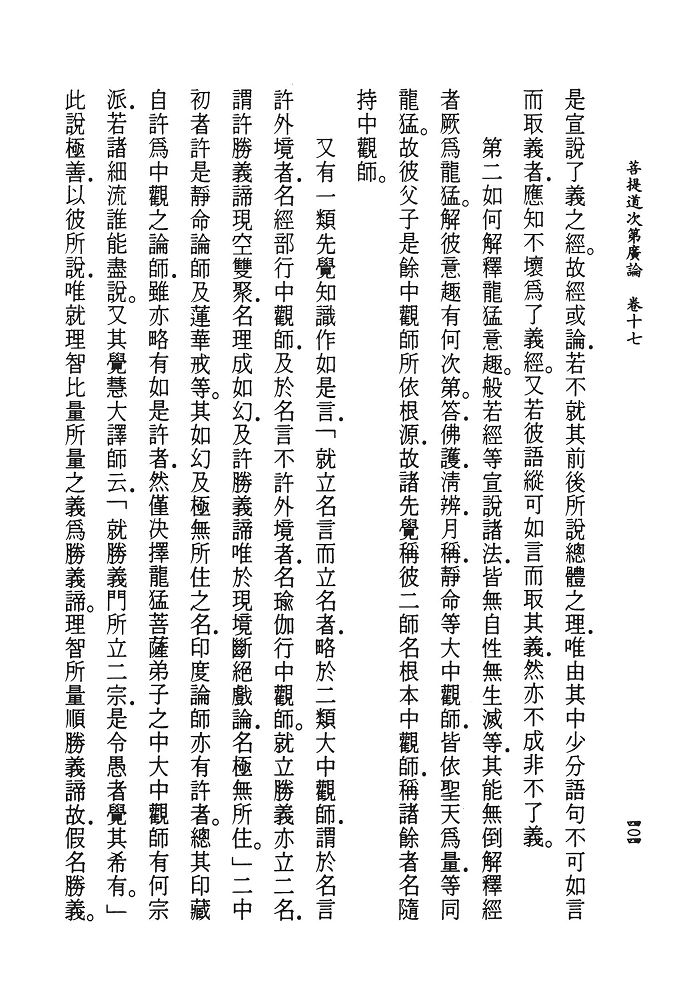 菩提道次第廣論　卷十七
四〇四
是宣說了義之經。故經或論．若不就其前後所說總體之理．唯由其中少分語句不可如言
而取義者．應知不壞爲了義經。又若彼語縱可如言而取其義．然亦不成非不了義。
第二如何解釋龍猛意趣。般若經等宣說諸法．皆無自性無生滅等．其能無倒解釋經
者厥爲龍猛。解彼意趣有何次第。答．佛護．淸辨．月稱．靜命等大中觀師．皆依聖天爲量．等同
龍猛。故彼父子是餘中觀師所依根源．故諸先覺稱彼二師名根本中觀師．稱諸餘者名隨
持中觀師。
又有一類先覺知識作如是言．「就立名言而立名者．略於二類大中觀師．謂於名言
許外境者．名經部行中觀師．及於名言不許外境者．名瑜伽行中觀師。就立勝義亦立二名．
謂許勝義諦現空雙聚．名理成如幻．及許勝義諦唯於現境斷絕戲論．名極無所住。」二中
初者許是靜命論師及蓮華戒等。其如幻及極無所住之名．印度論師亦有許者。總其印藏
自許爲中觀之論師．雖亦略有如是許者．然僅決擇龍猛菩薩弟子之中大中觀師有何宗
派．若諸細流誰能盡說。又其覺慧大譯師云．「就勝義門所立二宗．是令愚者覺其希有。」
此說極善．以彼所說．唯就理智比量所量之義爲勝義諦。理智所量順勝義諦故．假名勝義。